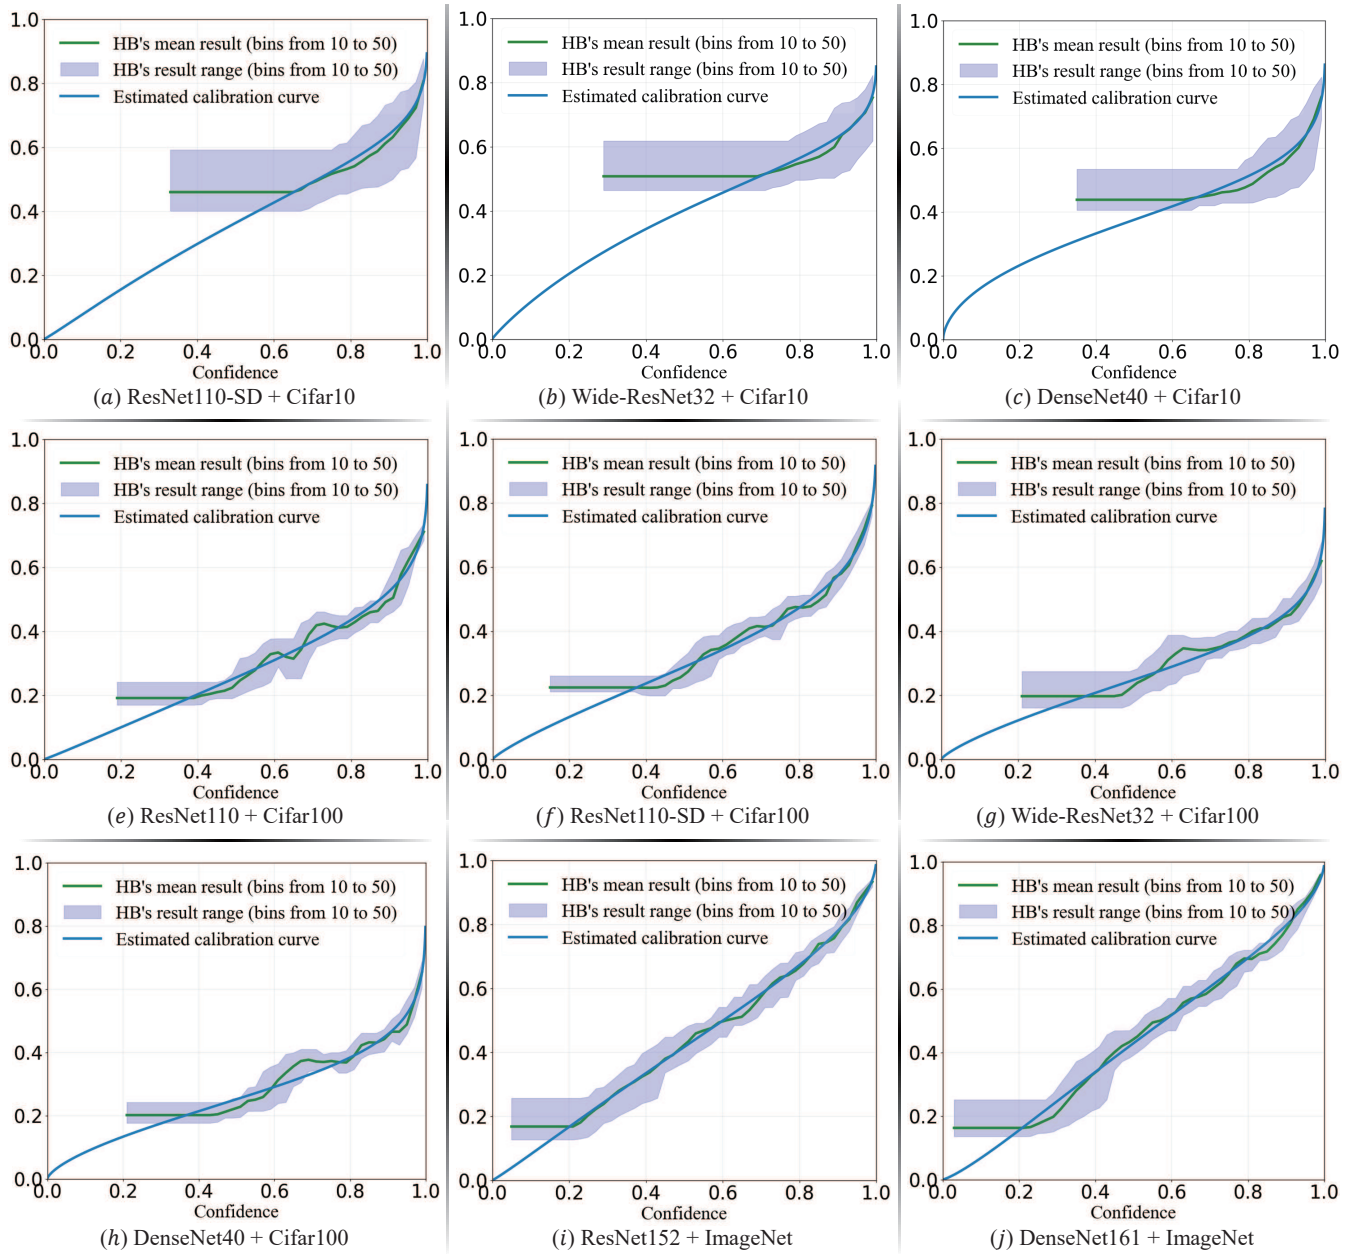 1.0
HB's mean result (bins from 10 to 50)
HB's result range (bins from 10 to 50)
Estimated calibration curve
0.8
0.6
0.4
0.2
0.0
0.0 0.2 0.4 0.6 0.8 1.0
Confidence
(a) ResNet110-SD + Cifar10
1.0
HB's mean result (bins from 10 to 50)
HB's result range (bins from 10 to 50)
Estimated calibration curve
0.8
0.6
0.4
0.2
0.0
0.0 0.2 0.4 0.6 0.8 1.0
Confidence
(b) Wide-ResNet32 + Cifar10
1.0
HB's mean result (bins from 10 to 50)
HB's result range (bins from 10 to 50)
Estimated calibration curve
0.8
0.6
0.4
0.2
0.0
0.0 0.2 0.4 0.6 0.8 1.0
Confidence
(c) DenseNet40 + Cifar10
1.0
HB's mean result (bins from 10 to 50)
HB's result range (bins from 10 to 50)
Estimated calibration curve
0.8
0.6
0.4
0.2
0.0
0.0 0.2 0.4 0.6 0.8 1.0
Confidence
(e) ResNet110 + Cifar100
1.0
HB's mean result (bins from 10 to 50)
HB's result range (bins from 10 to 50)
Estimated calibration curve
0.8
0.6
0.4
0.2
0.0
0.0 0.2 0.4 0.6 0.8 1.0
Confidence
(f) ResNet110-SD + Cifar100
1.0
HB's mean result (bins from 10 to 50)
HB's result range (bins from 10 to 50)
Estimated calibration curve
0.8
0.6
0.4
0.2
0.0
0.0 0.2 0.4 0.6 0.8 1.0
Confidence
(g) Wide-ResNet32 + Cifar100
1.0
HB's mean result (bins from 10 to 50)
HB's result range (bins from 10 to 50)
Estimated calibration curve
0.8
0.6
0.4
0.2
0.0
0.0 0.2 0.4 0.6 0.8 1.0
Confidence
(h) DenseNet40 + Cifar100
1.0
HB's mean result (bins from 10 to 50)
HB's result range (bins from 10 to 50)
Estimated calibration curve
0.8
0.6
0.4
0.2
0.0
0.0 0.2 0.4 0.6 0.8 1.0
Confidence
(i) ResNet152 + ImageNet
1.0
HB's mean result (bins from 10 to 50)
HB's result range (bins from 10 to 50)
Estimated calibration curve
0.8
0.6
0.4
0.2
0.0
0.0 0.2 0.4 0.6 0.8 1.0
Confidence
(j) DenseNet161 + ImageNet